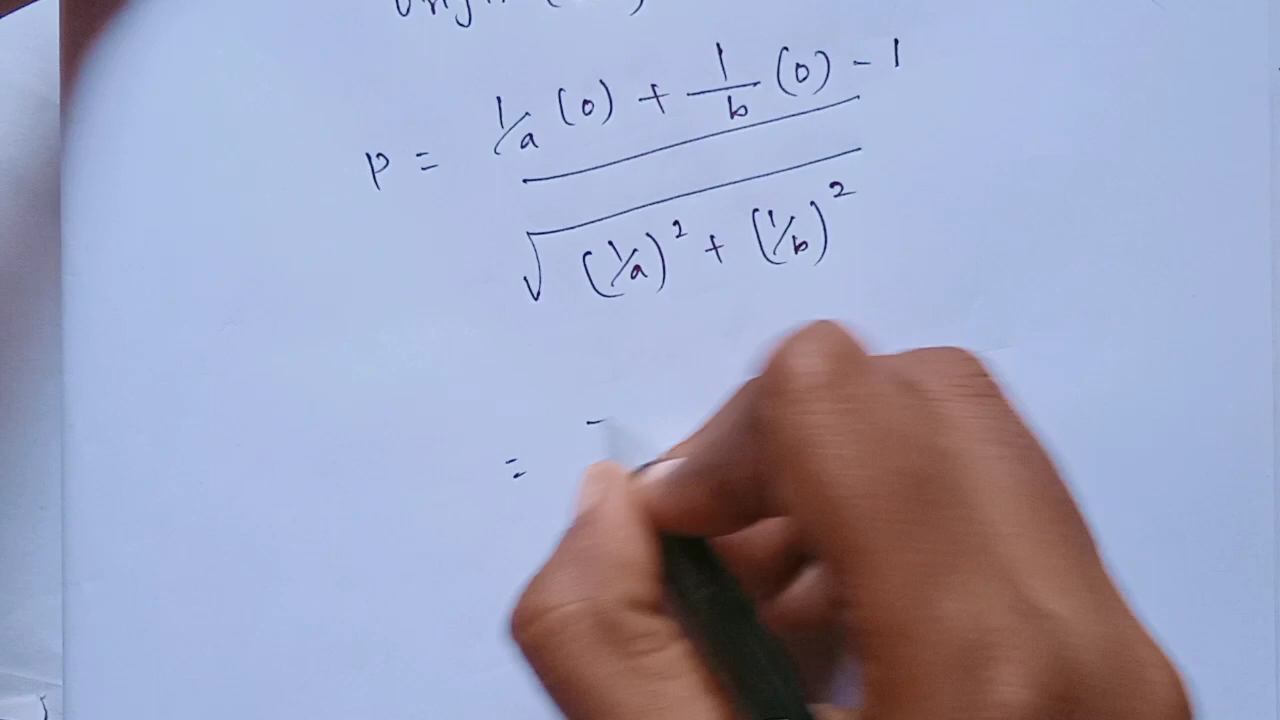 p = 1/a (0) + 1/b (0) - 1
√ (1/a)² + (1/b)²
= -